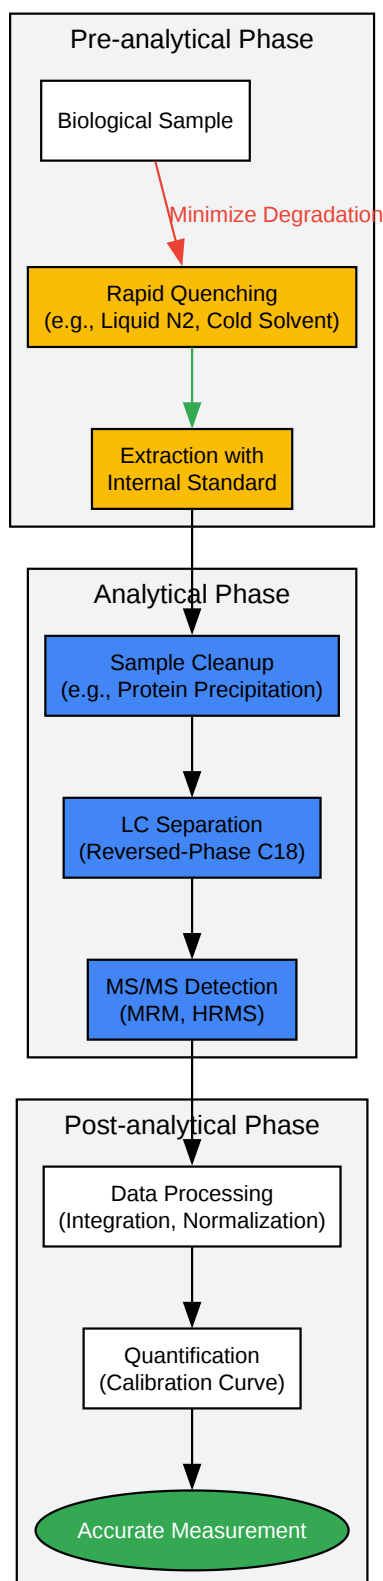 Pre-analytical Phase
Biological Sample
Minimize Degradation
Rapid Quenching
(e.g., Liquid N2, Cold Solvent)
Extraction with
Internal Standard
Analytical Phase
Sample Cleanup
(e.g., Protein Precipitation)
LC Separation
(Reversed-Phase C18)
MS/MS Detection
(MRM, HRMS)
Post-analytical Phase
Data Processing
(Integration, Normalization)
Quantification
(Calibration Curve)
Accurate Measurement